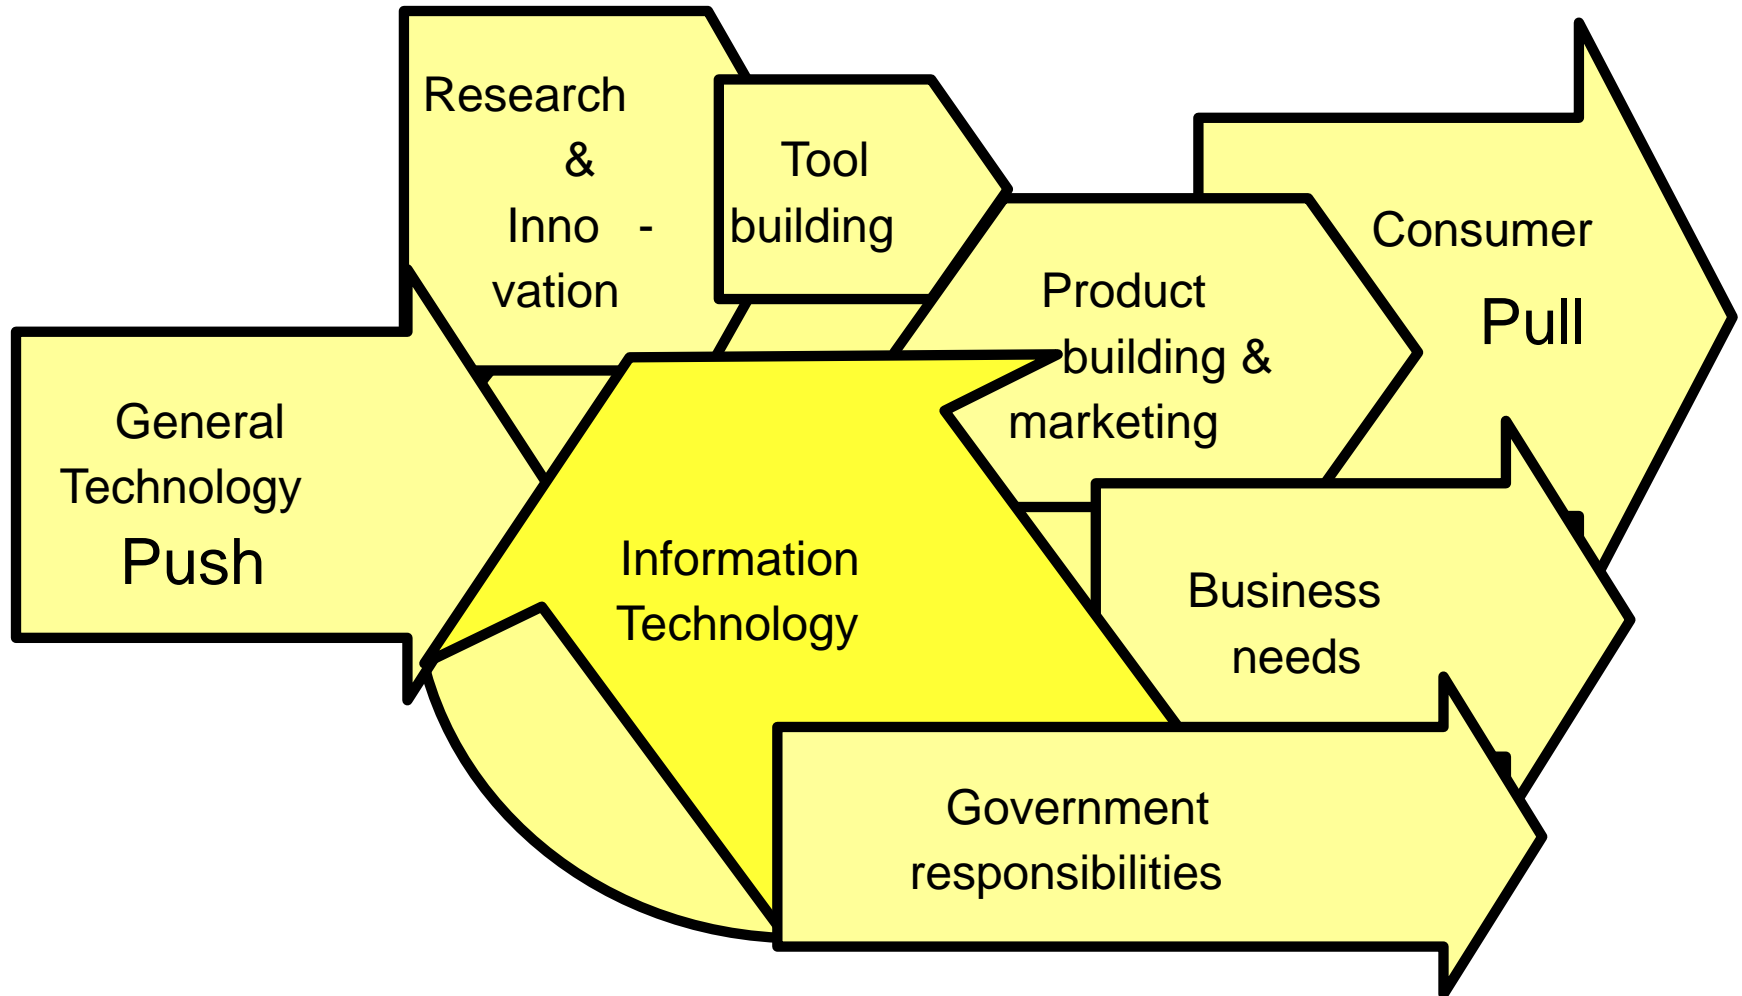 Research
&
Inno -
vation
Tool
building
Consumer
Pull
Product
building &
marketing
General
Technology
Push
Information
Technology
Business
needs
Government
responsibilities